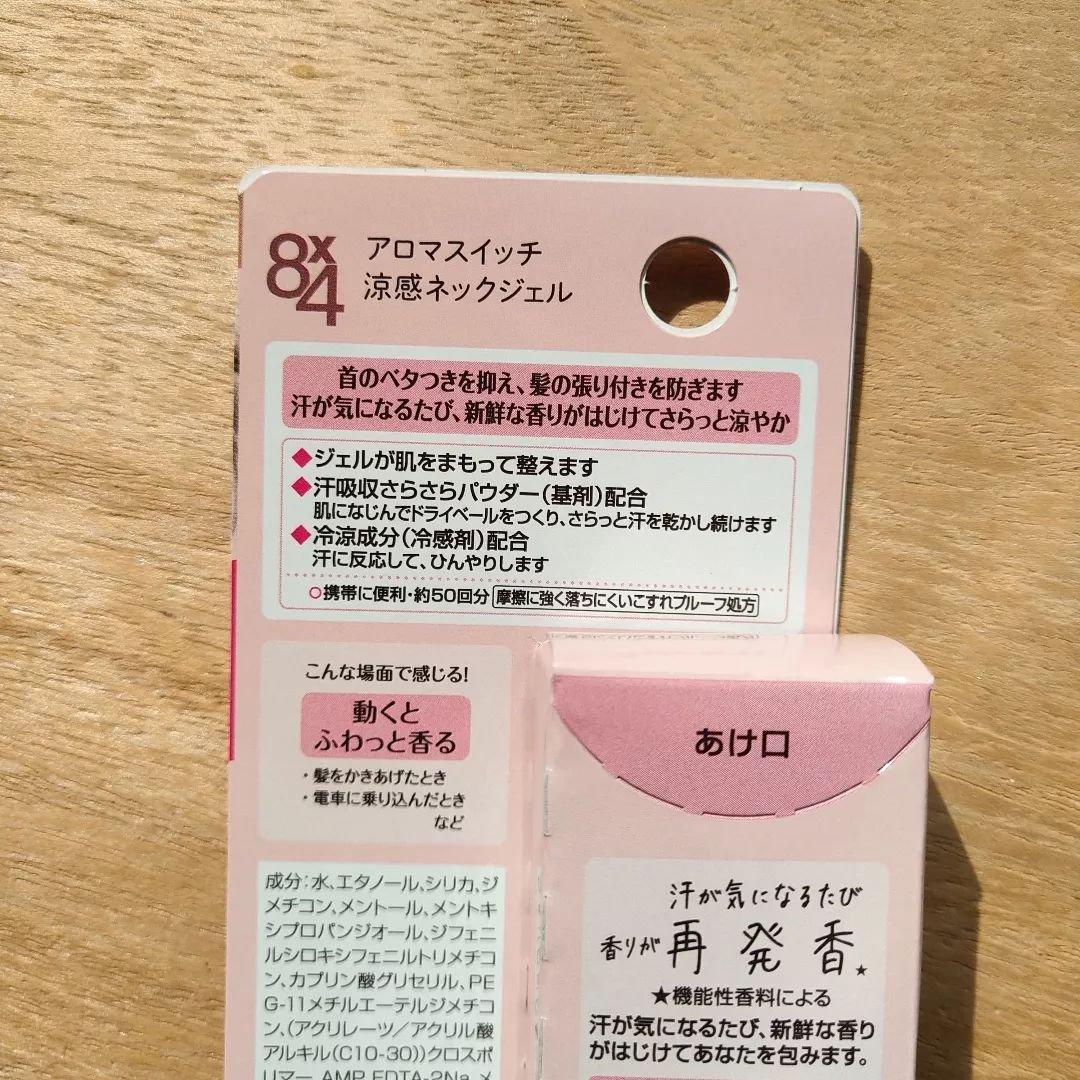 8x4
アロマスイッチ
涼感ネックジェル
首のベタつきを抑え、髪の張り付きを防ぎます
汗が気になるたび、新鮮な香りがはじけてさらっと涼やか
◆ジェルが肌をまもって整えます
◆汗吸収さらさらパウダー(基剤)配合
肌になじんでドライベールをつくり、さらっと汗を乾かし続けます
◆冷涼成分(冷感剤)配合
汗に反応して、ひんやりします
○携帯に便利・約50回分 摩擦に強く落ちにくいこすれプルーフ処方
こんな場面で感じる!
動くと
ふわっと香る
・髪をかきあげたとき
・電車に乗り込んだとき
など
成分:水、エタノール、シリカ、ジ
メチコン、メントール、メントキ
シプロパンジオール、ジフェニ
ルシロキシフェニルトリメチコ
ン、カプリン酸グリセリル、PE
G-11メチルエーテルジメチコ
ン、(アクリレーツ/アクリル酸
アルキル(C10-30))クロスポ
リマー、AMP、EDTA-2Na、メ
あけ口
汗が気になるたび
香りが再発香★
★機能性香料による
汗が気になるたび、新鮮な香り
がはじけてあなたを包みます。